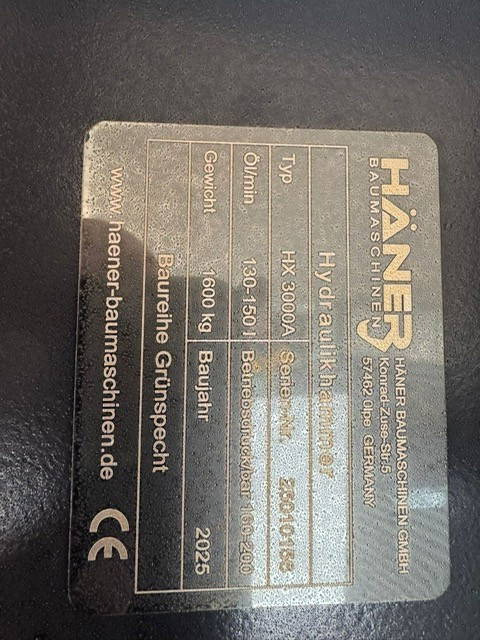 HÄNER
BAUMASCHINEN
HÄNER BAUMASCHINEN GMBH
Konrad-Zuse-Str.5
57462 Olpe GERMANY
Hydraulikhammer
Typ HX 3000A Serien-Nr.
Öl/min 130-150 l Betriebsdruck/bar 160-200
Gewicht 1600 kg Baujahr 2025
Baureihe Grünspecht
www.haener-baumaschinen.de CE